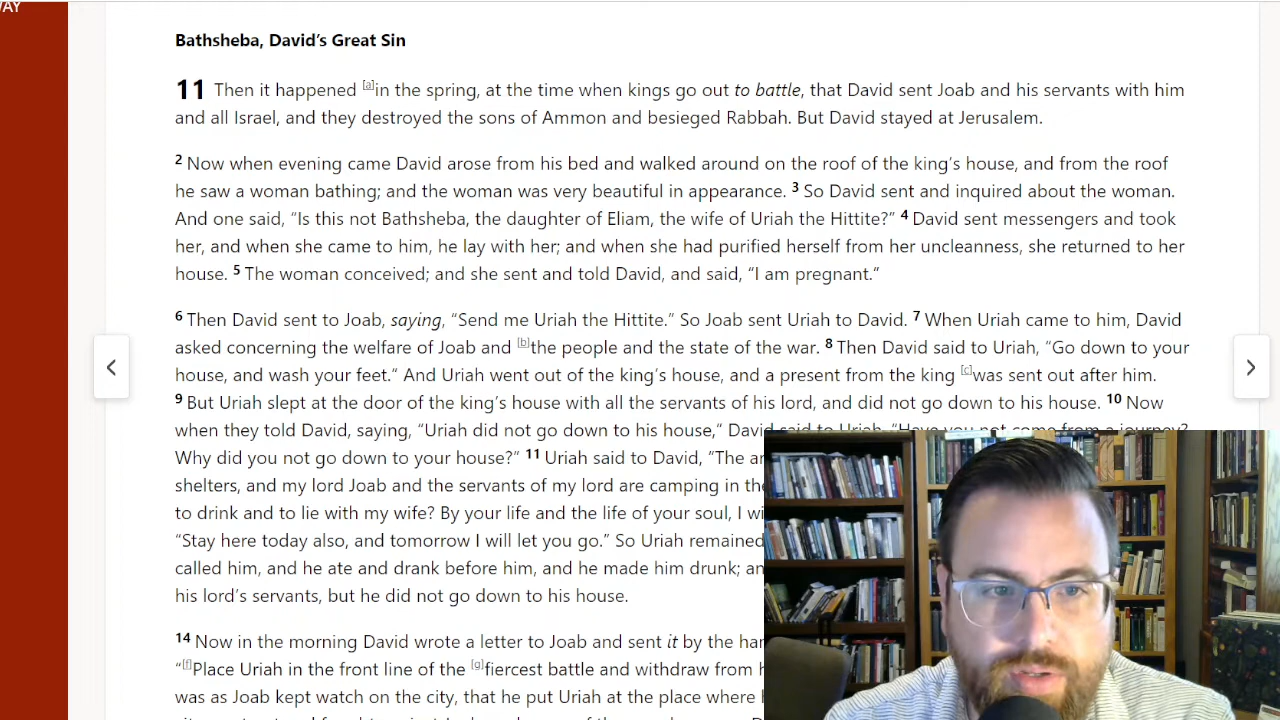 WAY
Bathsheba, David’s Great Sin
11 Then it happened [a]in the spring, at the time when kings go out to battle, that David sent Joab and his servants with him
and all Israel, and they destroyed the sons of Ammon and besieged Rabbah. But David stayed at Jerusalem.
2 Now when evening came David arose from his bed and walked around on the roof of the king’s house, and from the roof
he saw a woman bathing; and the woman was very beautiful in appearance. 3 So David sent and inquired about the woman.
And one said, “Is this not Bathsheba, the daughter of Eliam, the wife of Uriah the Hittite?” 4 David sent messengers and took
her, and when she came to him, he lay with her; and when she had purified herself from her uncleanness, she returned to her
house. 5 The woman conceived; and she sent and told David, and said, “I am pregnant.”
6 Then David sent to Joab, saying, “Send me Uriah the Hittite.” So Joab sent Uriah to David. 7 When Uriah came to him, David
asked concerning the welfare of Joab and [b]the people and the state of the war. 8 Then David said to Uriah, “Go down to your
house, and wash your feet.” And Uriah went out of the king’s house, and a present from the king [c]was sent out after him.
9 But Uriah slept at the door of the king’s house with all the servants of his lord, and did not go down to his house. 10 Now
when they told David, saying, “Uriah did not go down to his house,” David said to Uriah, “Have you not come from a journey?
Why did you not go down to your house?” 11 Uriah said to David, “The
shelters, and my lord Joab and the servants of my lord are camping in the
to drink and to lie with my wife? By your life and the life of your soul, I
“Stay here today also, and tomorrow I will let you go.” So Uriah remained
called him, and he ate and drank before him, and he made him drunk;
his lord’s servants, but he did not go down to his house.
14 Now in the morning David wrote a letter to Joab and sent it by the
“[f]Place Uriah in the front line of the [g]fiercest battle and withdraw from
was as Joab kept watch on the city, that he put Uriah at the place where